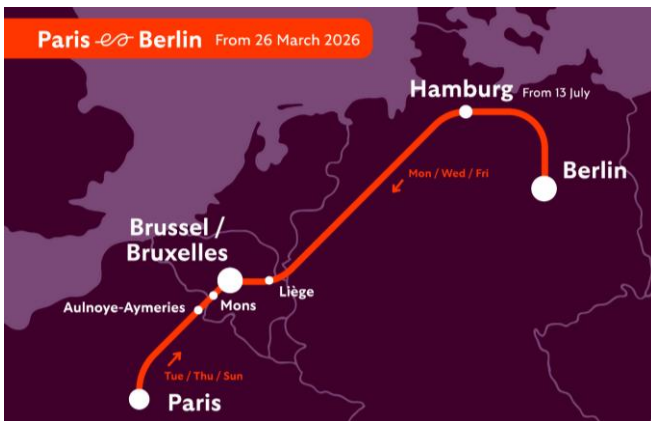 Paris Berlin From 26 March 2026
Hamburg From 13 July
Mon / Wed / Fri
Berlin
Brussel /
Bruxelles
Liège
Mons
Aulnoye-Aymeries
Tue / Thu / Sun
Paris